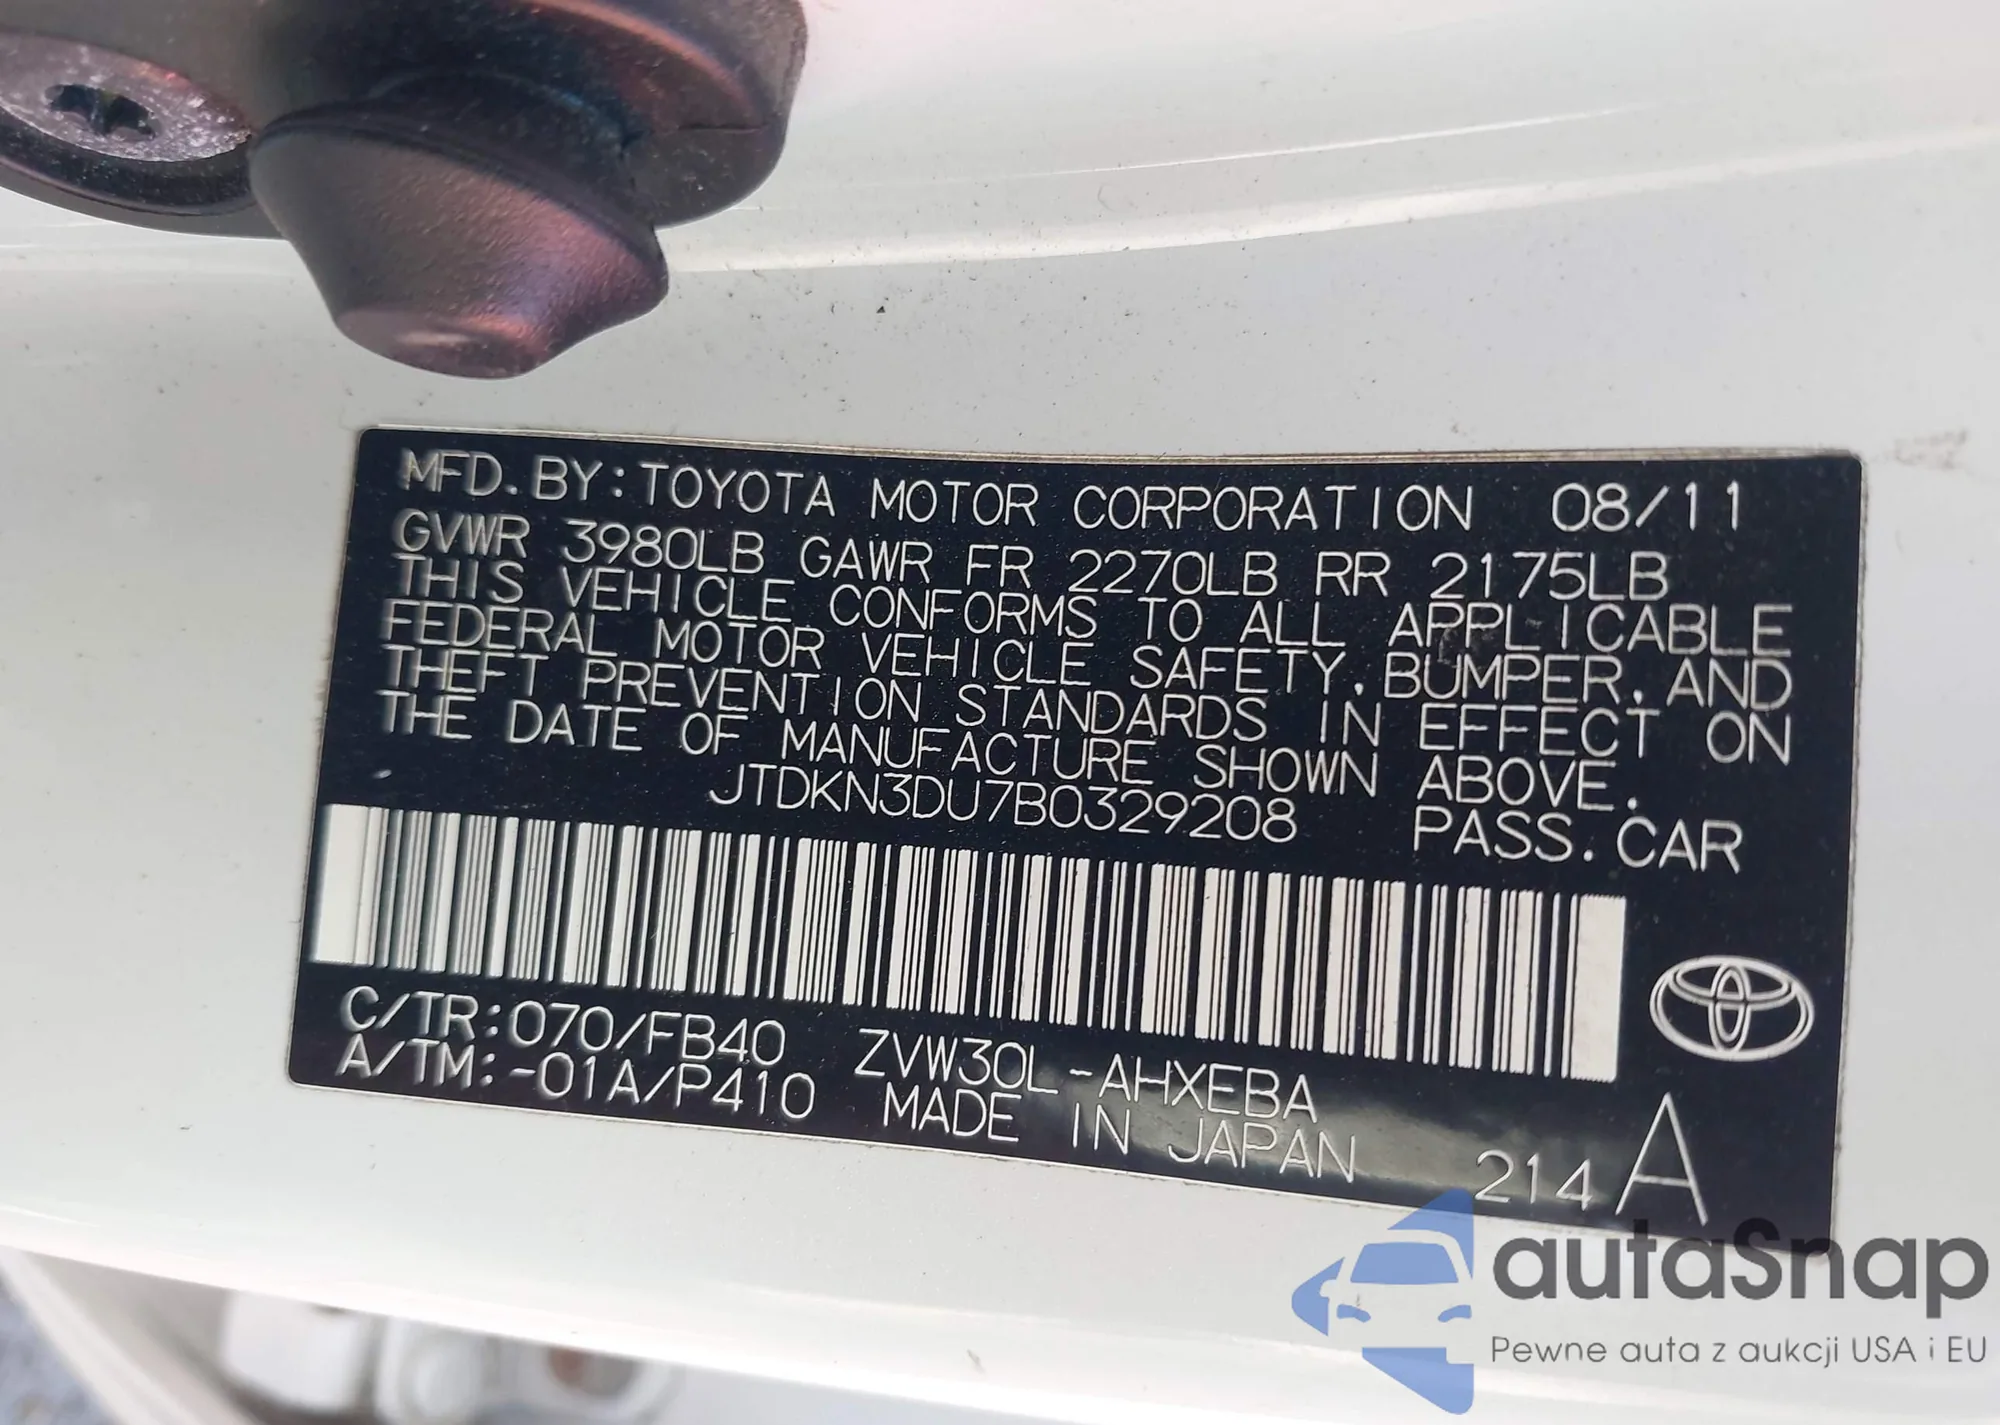 MFD. BY: TOYOTA MOTOR CORPORATION 08/11
GVWR 3980LB GAWR FR 2270LB RR 2175LB
THIS VEHICLE CONFORMS TO ALL APPLICABLE
FEDERAL MOTOR VEHICLE SAFETY, BUMPER, AND
THEFT PREVENTION STANDARDS IN EFFECT ON
THE DATE OF MANUFACTURE SHOWN ABOVE.
JTDKN3DU7B0329208 PASS. CAR
C/TR: 070/FB40 ZVW30L-AHXEBA
A/TM: -01A/P410 MADE IN JAPAN 214 A
autaSnap
Pewne auta z aukcji USA i EU